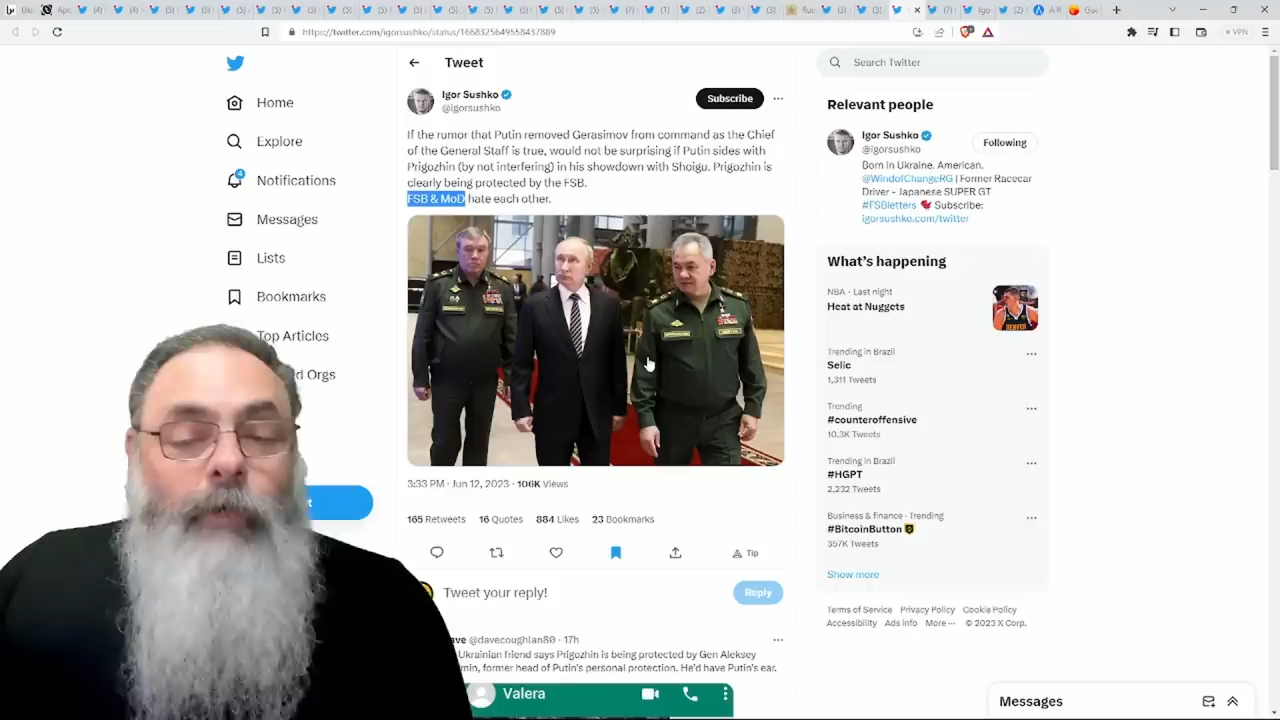 https://twitter.com/igorsushko/status/1668325649558437889
VPN
Home
Explore
4
Notifications
Messages
Lists
Bookmarks
Top Articles
d Orgs
Tweet
Igor Sushko
@igorsushko
Subscribe
If the rumor that Putin removed Gerasimov from command as the Chief
of the General Staff is true, would not be surprising if Putin sides with
Prigozhin (by not interfering) in his showdown with Shoigu. Prigozhin is
clearly being protected by the FSB.
FSB & MoD hate each other.
3:33 PM · Jun 12, 2023 · 106K Views
165 Retweets 16 Quotes 884 Likes 23 Bookmarks
Tip
Tweet your reply!
Reply
ave @davecoughlan80 · 17h
Ukrainian friend says Prigozhin is being protected by Gen Aleksey
min, former head of Putin's personal protection. He'd have Putin's ear.
Valera
Search Twitter
Relevant people
Igor Sushko
@igorsushko
Following
Born in Ukraine. American.
@WindofChangeRG | Former Racecar
Driver - Japanese SUPER GT
#FSBletters Subscribe:
igorsushko.com/twitter
What's happening
NBA · Last night
Heat at Nuggets
Trending in Brazil
Selic
1,311 Tweets
Trending
#counteroffensive
10.3K Tweets
Trending in Brazil
#HGPT
2,232 Tweets
Business & finance · Trending
#BitcoinButton
357K Tweets
Show more
Terms of Service Privacy Policy Cookie Policy
Accessibility Ads info More ··· © 2023 X Corp.
Messages